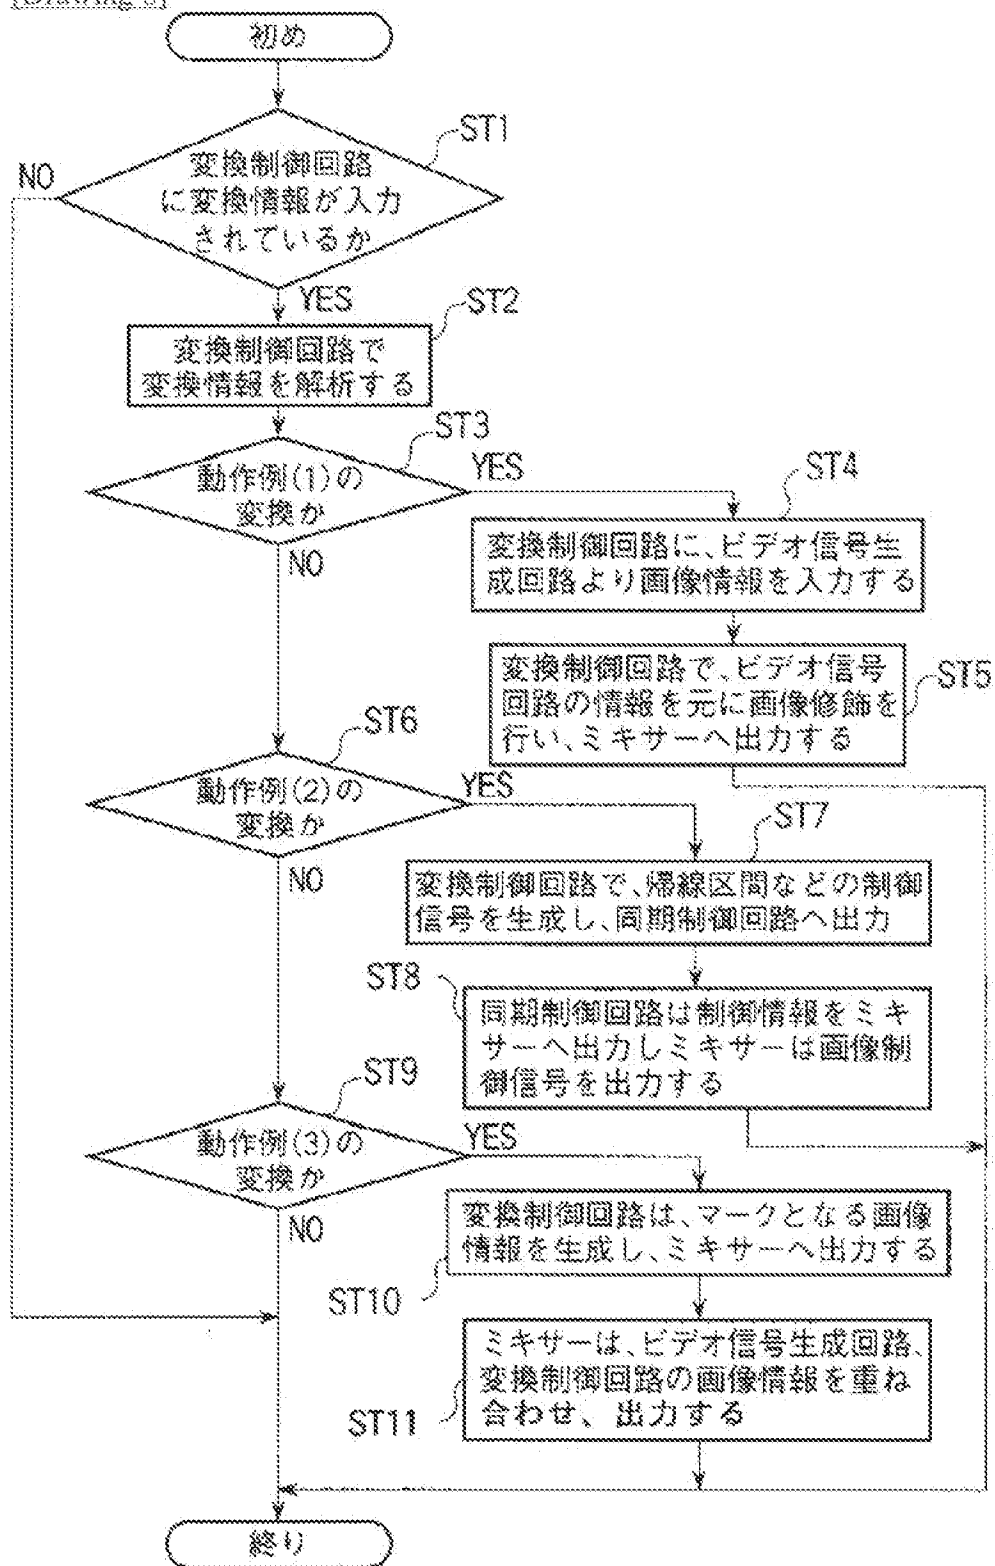 初め
ST1
変換制御回路
に変換情報が入力
されているか
NO
YES
ST2
変換制御回路で
変換情報を解析する
ST3
動作例(1)の
変換か
YES
NO
ST4
変換制御回路に、ビデオ信号生
成回路より画像情報を入力する
変換制御回路で、ビデオ信号
回路の情報を元に画像修飾を
行い、ミキサーへ出力する
ST5
ST6
動作例(2)の
変換か
YES
NO
ST7
変換制御回路で、帰線区間などの制御
信号を生成し、同期制御回路へ出力
ST8
同期制御回路は制御情報をミキ
サーへ出力しミキサーは画像制
御信号を出力する
ST9
動作例(3)の
変換か
YES
NO
変換制御回路は、マークとなる画像
情報を生成し、ミキサーへ出力する
ST10
ミキサーは、ビデオ信号生成回路、
変換制御回路の画像情報を重ね
合わせ、出力する
ST11
終り